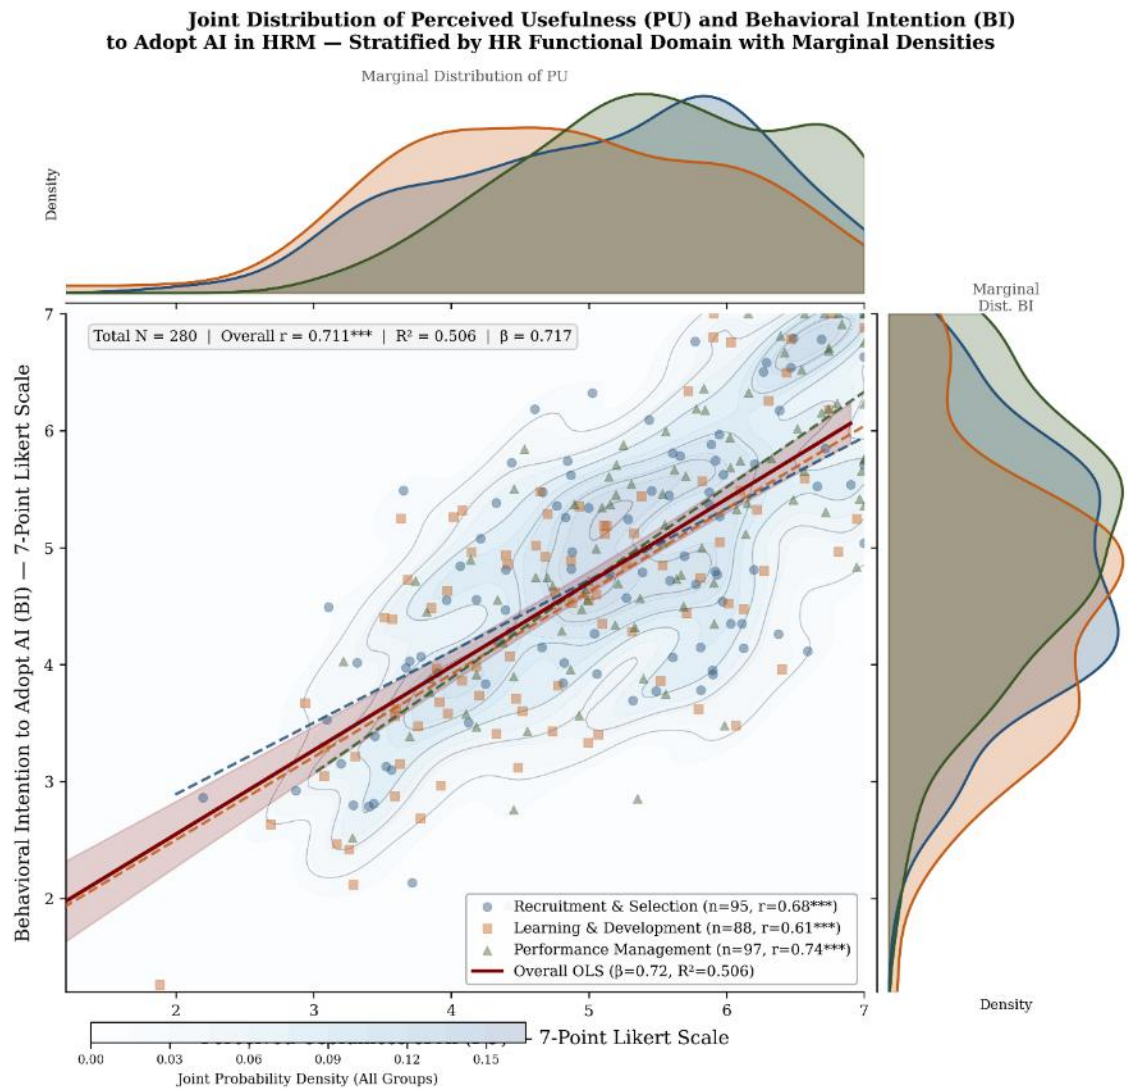 Joint Distribution of Perceived Usefulness (PU) and Behavioral Intention (BI)
to Adopt AI in HRM — Stratified by HR Functional Domain with Marginal Densities
Marginal Distribution of PU
Density
Marginal
Dist. BI
7
6
5
4
3
2
Behavioral Intention to Adopt AI (BI) — 7-Point Likert Scale
Total N = 280 | Overall r = 0.711*** | R² = 0.506 | β = 0.717
Recruitment & Selection (n=95, r=0.68***)
Learning & Development (n=88, r=0.61***)
Performance Management (n=97, r=0.74***)
Overall OLS (β=0.72, R²=0.506)
Density
2 3 4 5 6 7
- 7-Point Likert Scale
0.00 0.03 0.06 0.09 0.12 0.15
Joint Probability Density (All Groups)